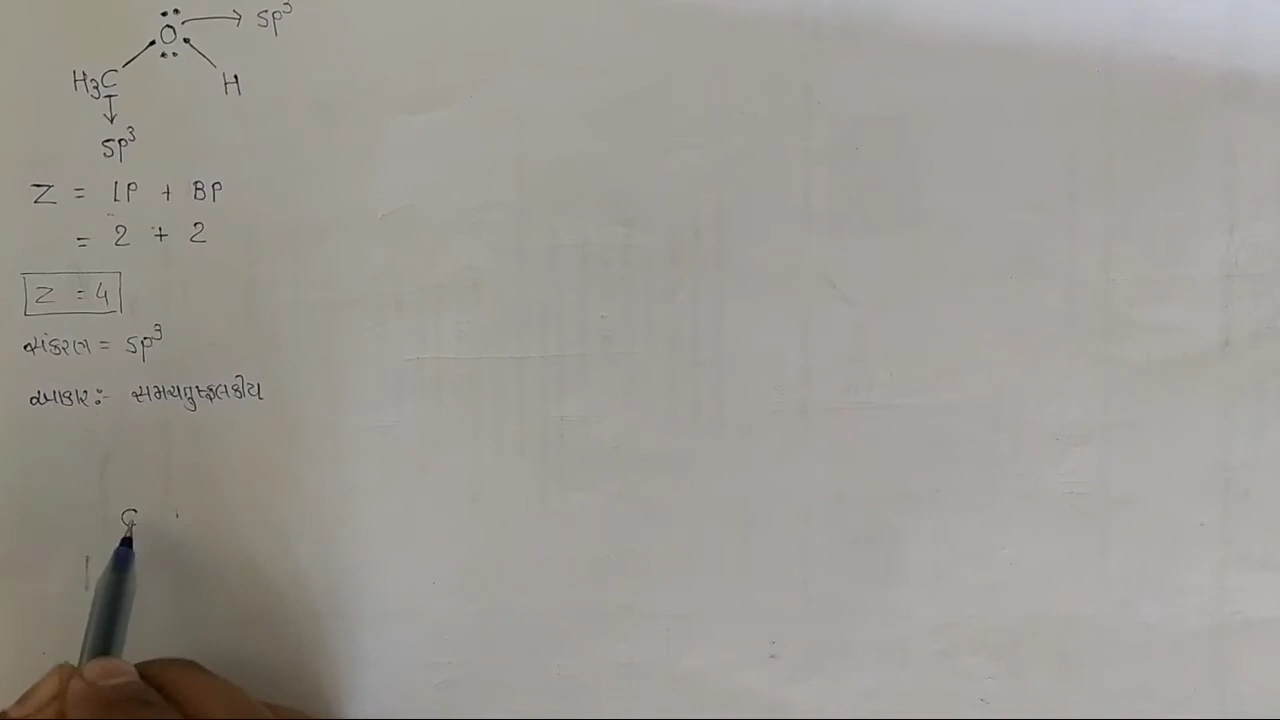 O → sp³
H₃C H
↓
sp³
Z = lP + BP
= 2 + 2
Z = 4
સંકરણ = sp³
આકાર:- સમચતુષ્ફલકીય
C